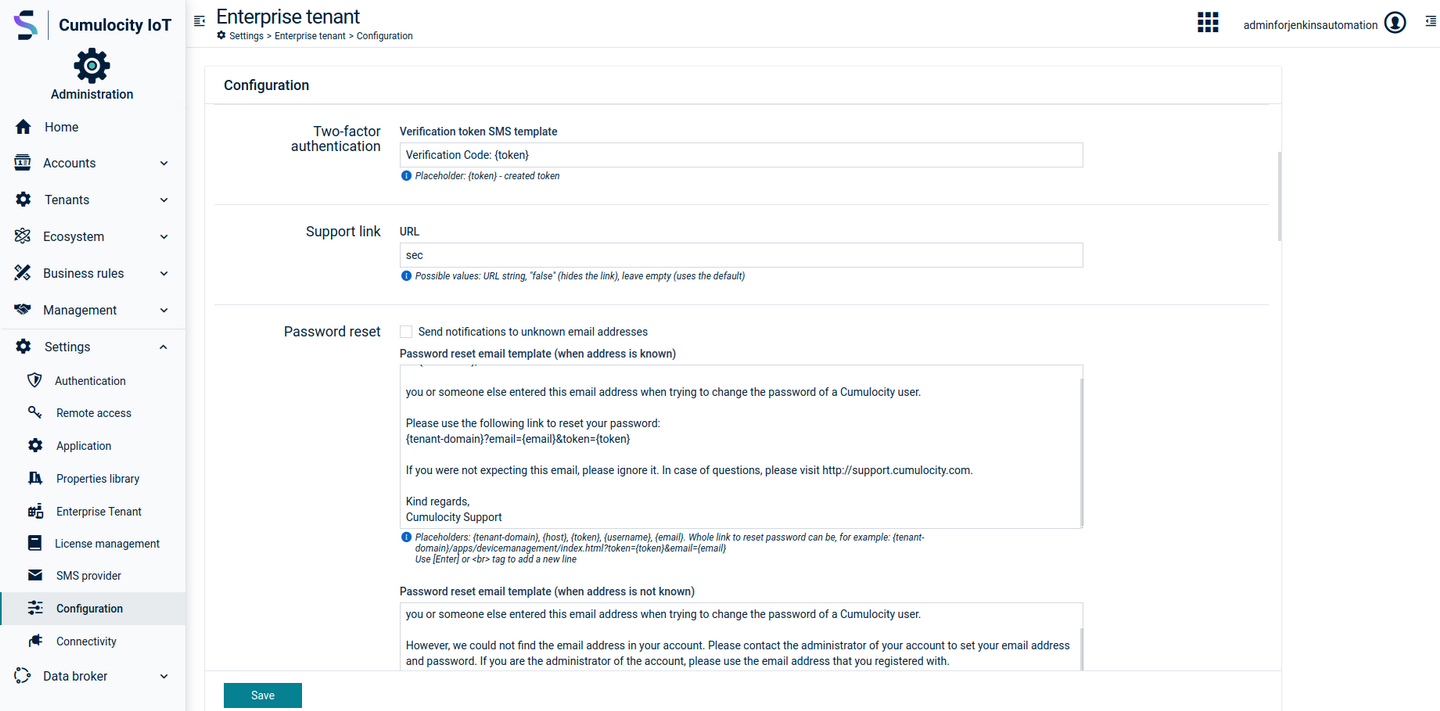 Cumulocity IoT
Administration
Home
Accounts
Tenants
Ecosystem
Business rules
Management
Settings
Authentication
Remote access
Application
Properties library
Enterprise Tenant
License management
SMS provider
Configuration
Connectivity
Data broker
Enterprise tenant
Settings > Enterprise tenant > Configuration
adminforjenkinsautomation
Configuration
Two-factor
authentication
Verification token SMS template
Verification Code: {token}
Placeholder: {token} - created token
Support link
URL
sec
Possible values: URL string, "false" (hides the link), leave empty (uses the default)
Password reset
Send notifications to unknown email addresses
Password reset email template (when address is known)
you or someone else entered this email address when trying to change the password of a Cumulocity user.
Please use the following link to reset your password:
{tenant-domain}?email={email}&token={token}
If you were not expecting this email, please ignore it. In case of questions, please visit http://support.cumulocity.com.
Kind regards,
Cumulocity Support
Placeholders: {tenant-domain}, {host}, {token}, {username}, {email}. Whole link to reset password can be, for example: {tenant-
domain}/apps/devicemanagement/index.html?token={token}&email={email}
Use [Enter] or <br> tag to add a new line
Password reset email template (when address is not known)
you or someone else entered this email address when trying to change the password of a Cumulocity user.
However, we could not find the email address in your account. Please contact the administrator of your account to set your email address
and password. If you are the administrator of the account, please use the email address that you registered with.
Save